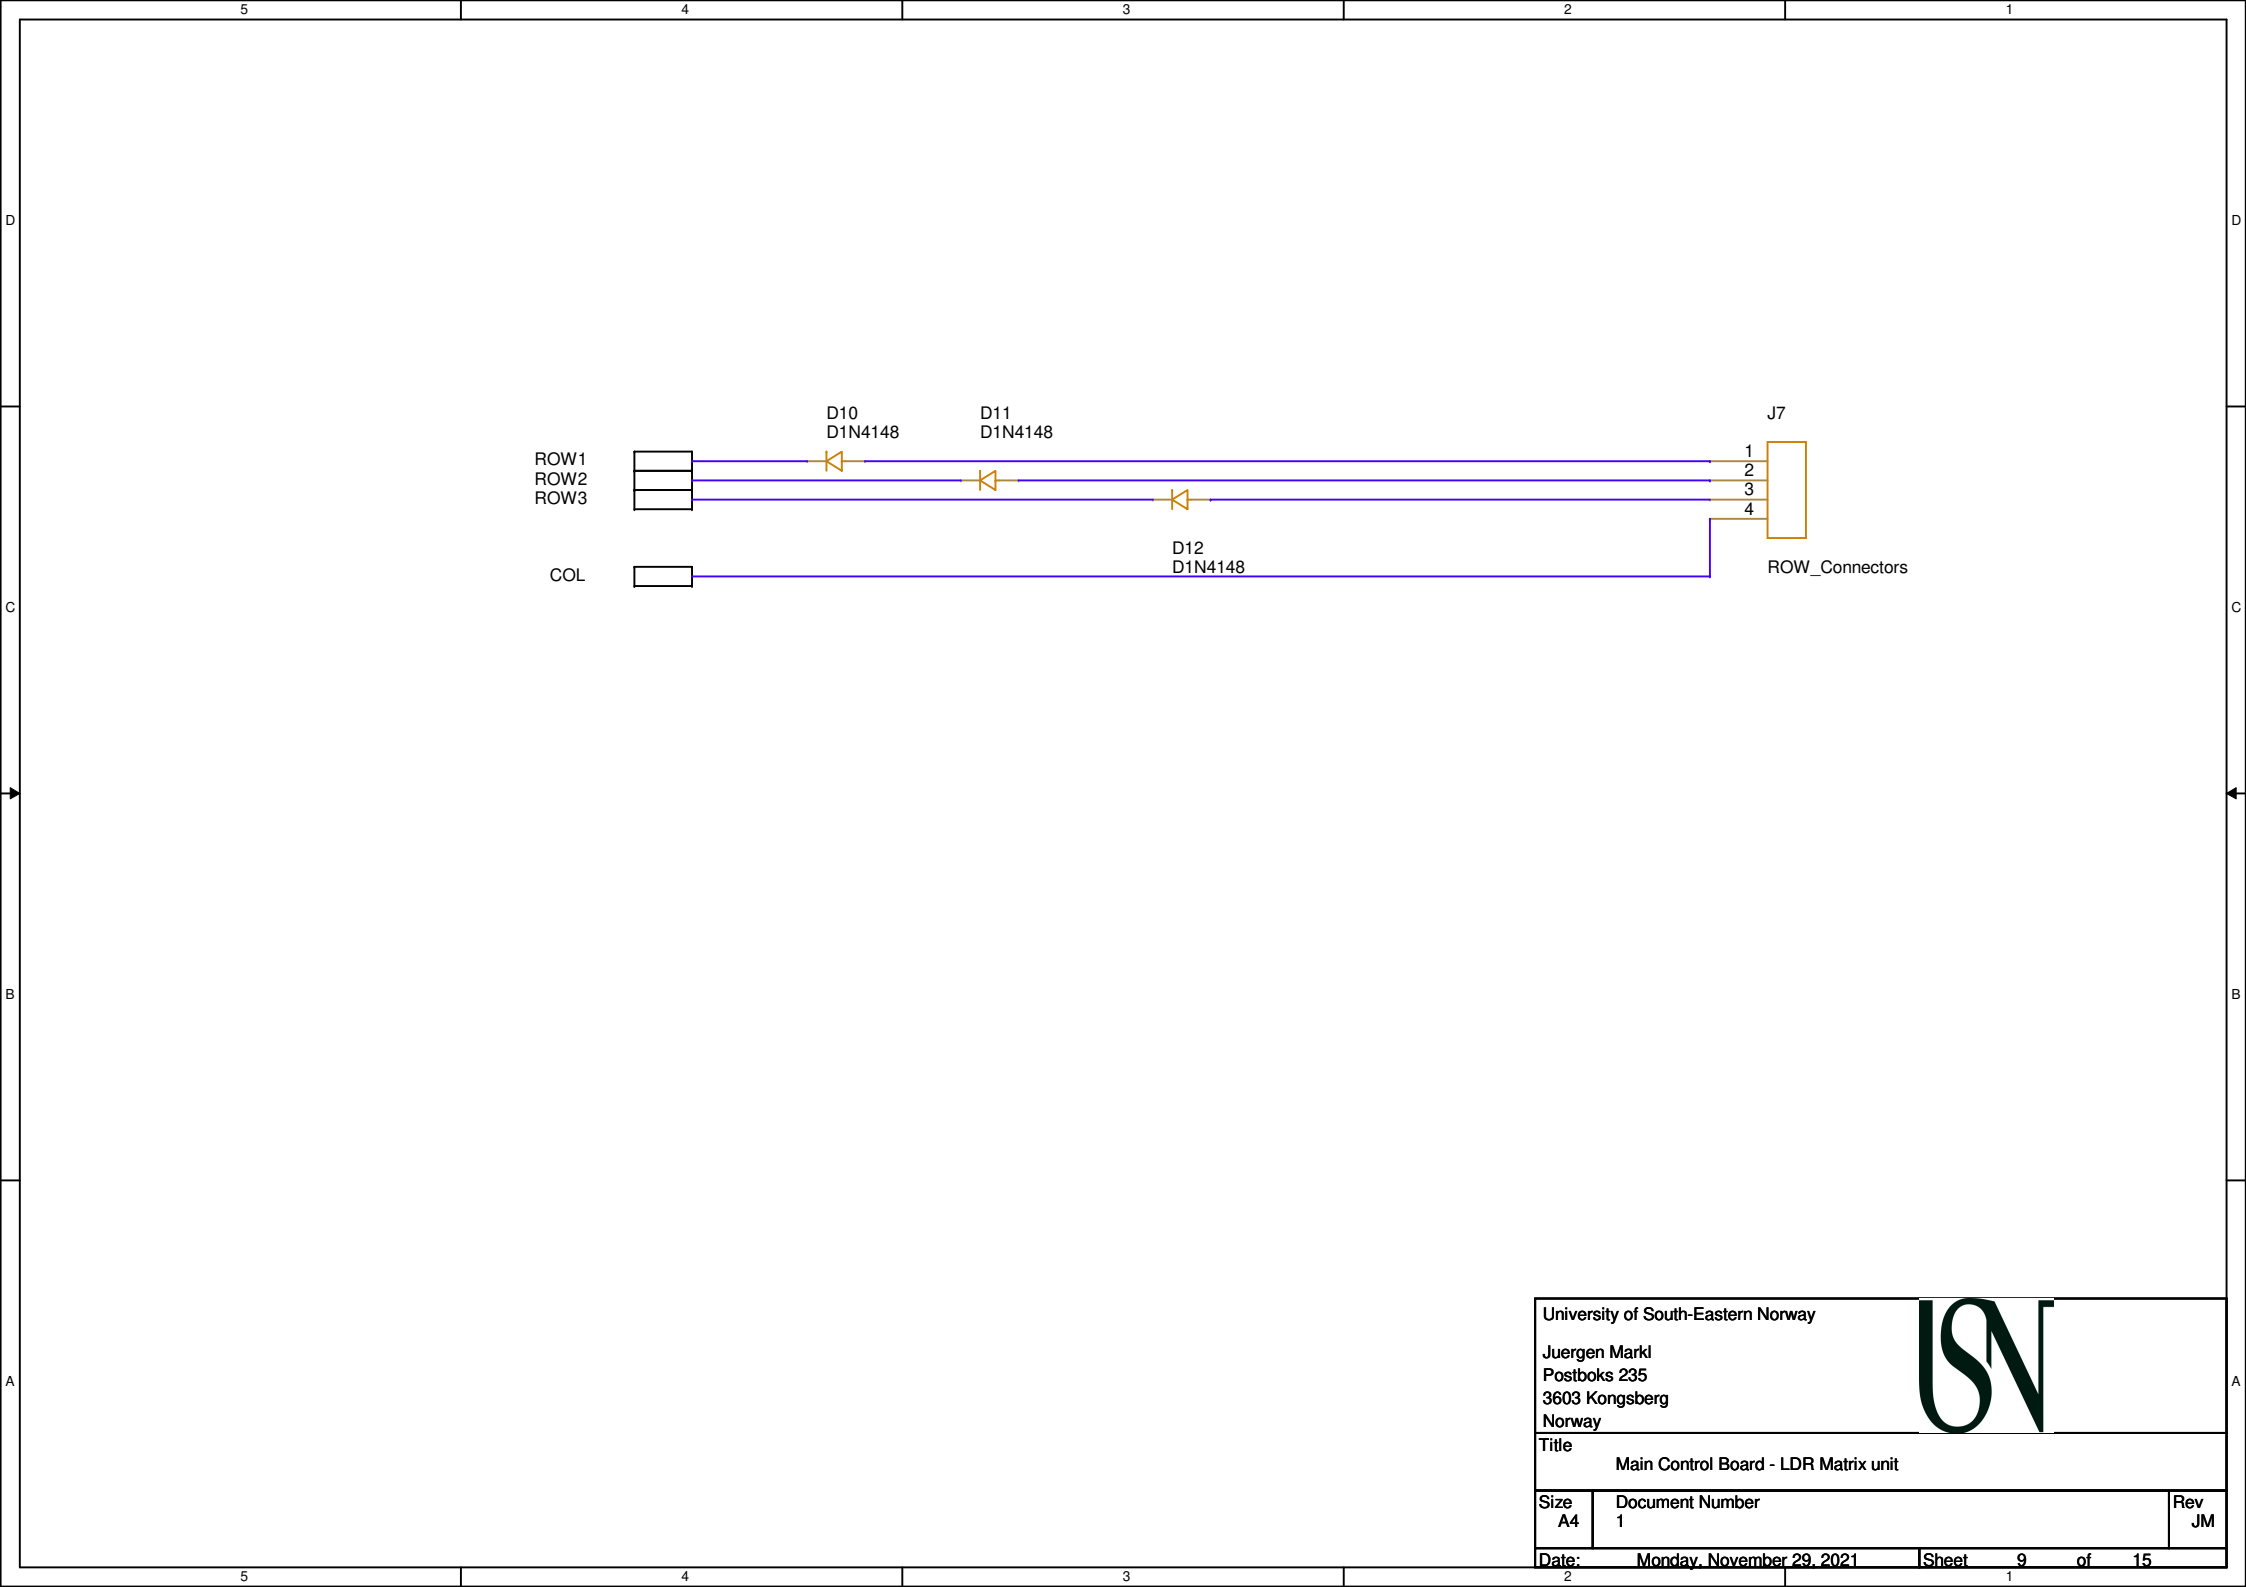 5 4 3 2 1
D D
D10 D11 J7
D1N4148 D1N4148
ROW1 1
ROW2 2
ROW3 3
4
D12
D1N4148
COL ROW_Connectors
C C
B B
University of South-Eastern Norway
USN
Juergen Markl
Postboks 235
3603 Kongsberg
Norway
A A
Title
Main Control Board - LDR Matrix unit
Size Document Number Rev
A4 1 JM
Date: Monday, November 29, 2021 Sheet 9 of 15
5 4 3 2 1